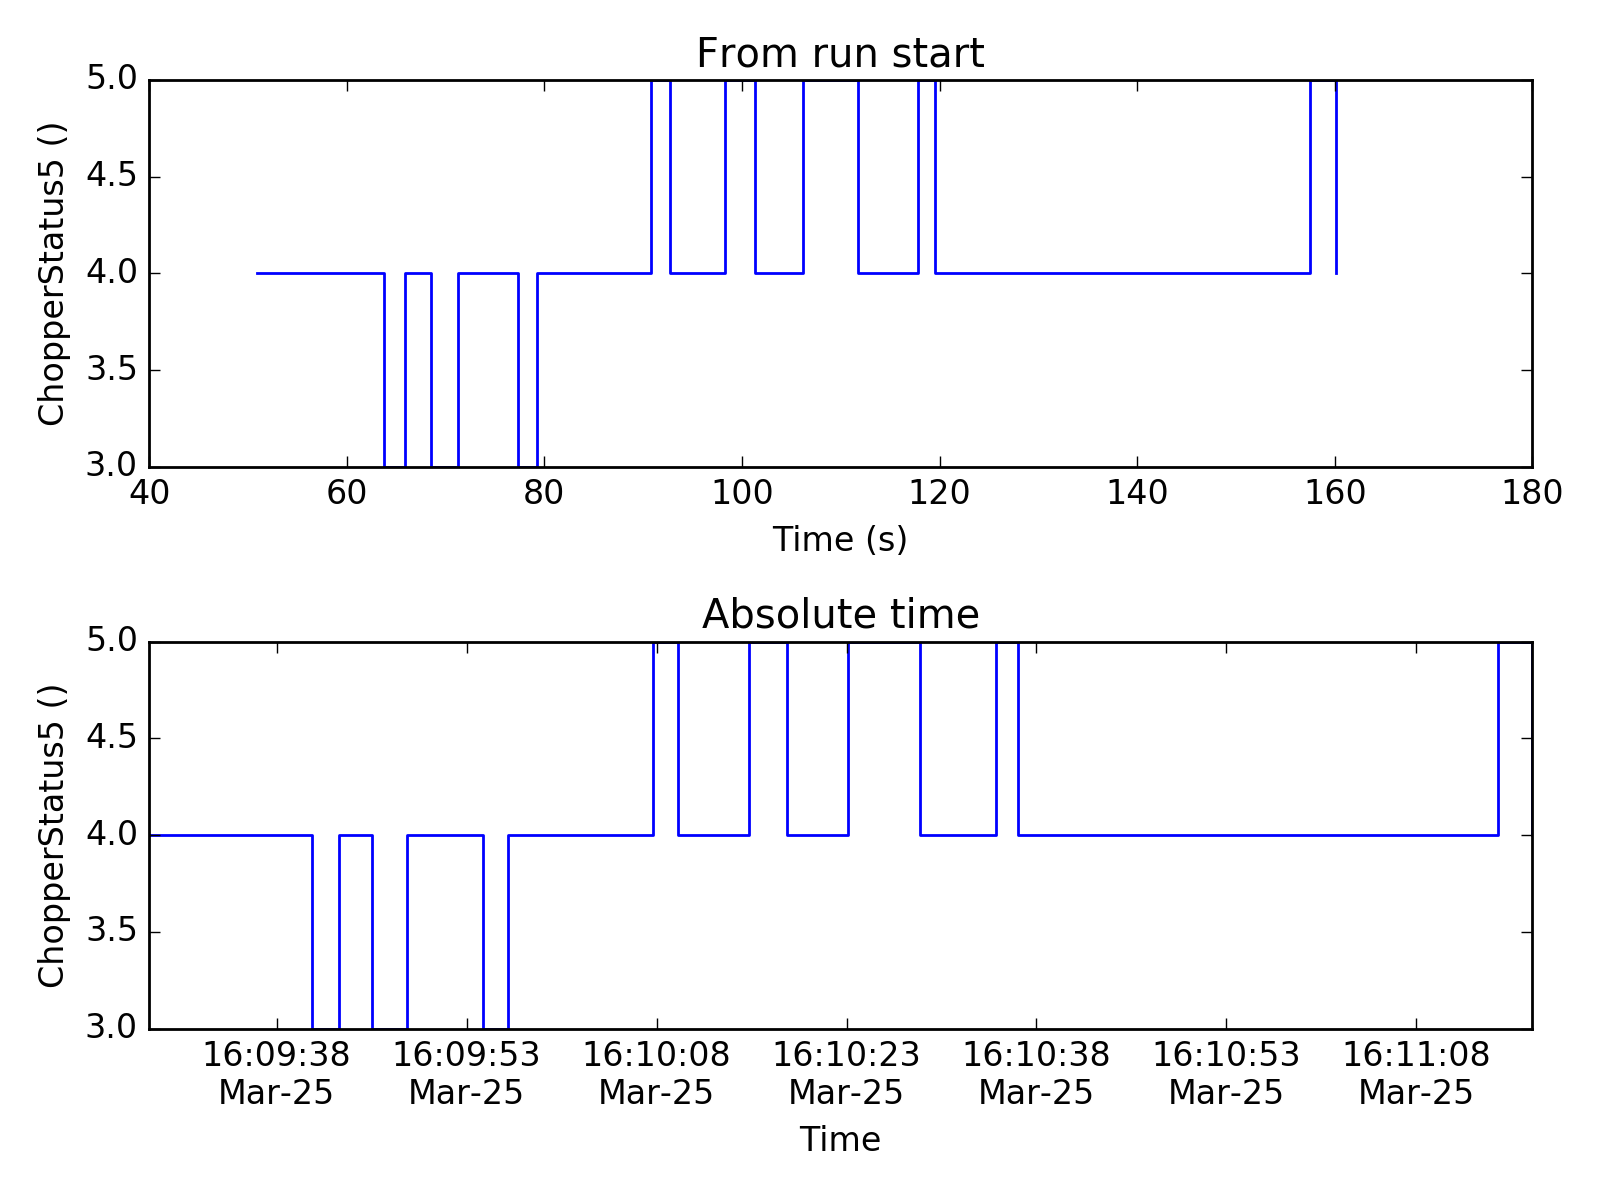 From run start
ChopperStatus5 ()
5.0
4.5
4.0
3.5
3.0
40 60 80 100 120 140 160 180
Time (s)
Absolute time
ChopperStatus5 ()
5.0
4.5
4.0
3.5
3.0
16:09:38 16:09:53 16:10:08 16:10:23 16:10:38 16:10:53 16:11:08
Mar-25 Mar-25 Mar-25 Mar-25 Mar-25 Mar-25 Mar-25
Time